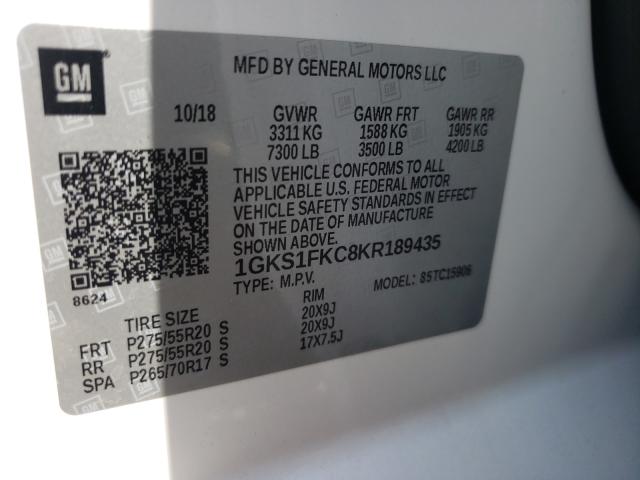 GM
MFD BY GENERAL MOTORS LLC
10/18 GVWR GAWR FRT GAWR RR
3311 KG 1588 KG 1905 KG
7300 LB 3500 LB 4200 LB
THIS VEHICLE CONFORMS TO ALL
APPLICABLE U.S. FEDERAL MOTOR
VEHICLE SAFETY STANDARDS IN EFFECT
ON THE DATE OF MANUFACTURE
SHOWN ABOVE.
1GKS1FKC8KR189435
TYPE: M.P.V. MODEL: 85TC15906
8624
TIRE SIZE RIM
FRT P275/55R20 S 20X9J
RR P275/55R20 S 20X9J
SPA P265/70R17 S 17X7.5J